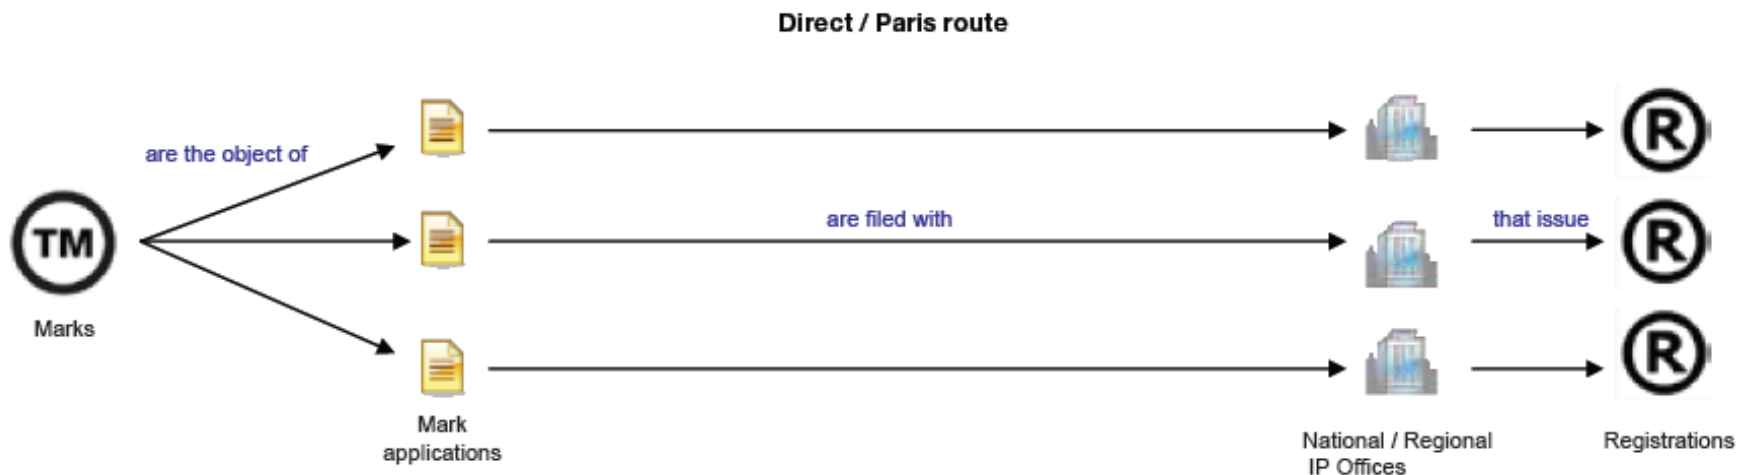 Direct / Paris route
are the object of
TM
Marks
Mark
applications
are filed with
National / Regional
IP Offices
that issue
R
R
R
Registrations